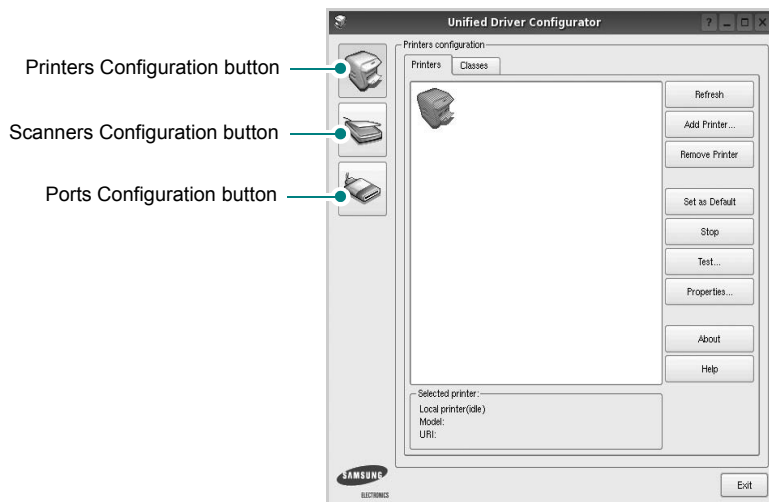 Unified Driver Configurator
Printers Configuration button
Scanners Configuration button
Ports Configuration button
Printers configuration
Printers
Classes
Refresh
Add Printer...
Remove Printer
Set as Default
Stop
Test...
Properties...
About
Help
Selected printer:
Local printer(idle)
Model:
URI:
SAMSUNG
ELECTRONICS
Exit